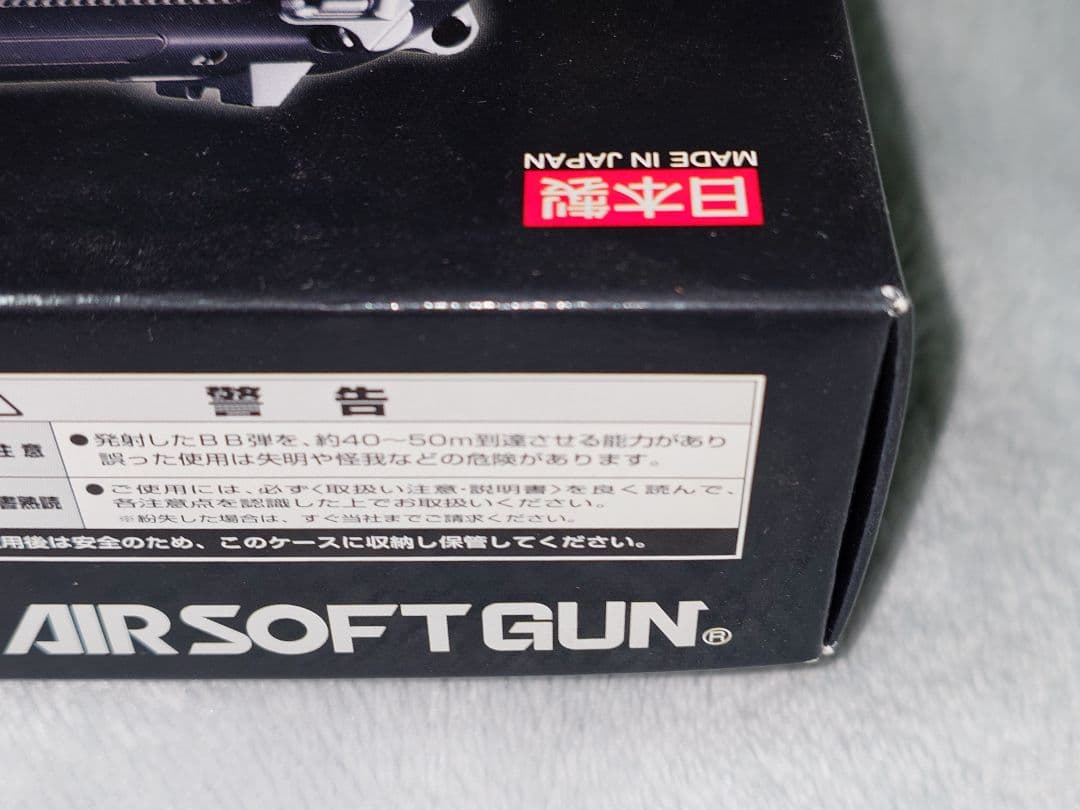 MADE IN JAPAN
日本製
警告
注意
●発射したBB弾を、約40〜50m到達させる能力があり
誤った使用は失明や怪我などの危険があります。
書熟読
●ご使用には、必ず〈取扱い注意・説明書〉を良く読んで、
各注意点を認識した上でお取扱いください。
※紛失した場合は、すぐ当社までご請求ください。
用後は安全のため、このケースに収納し保管してください。
AIRSOFT GUN®